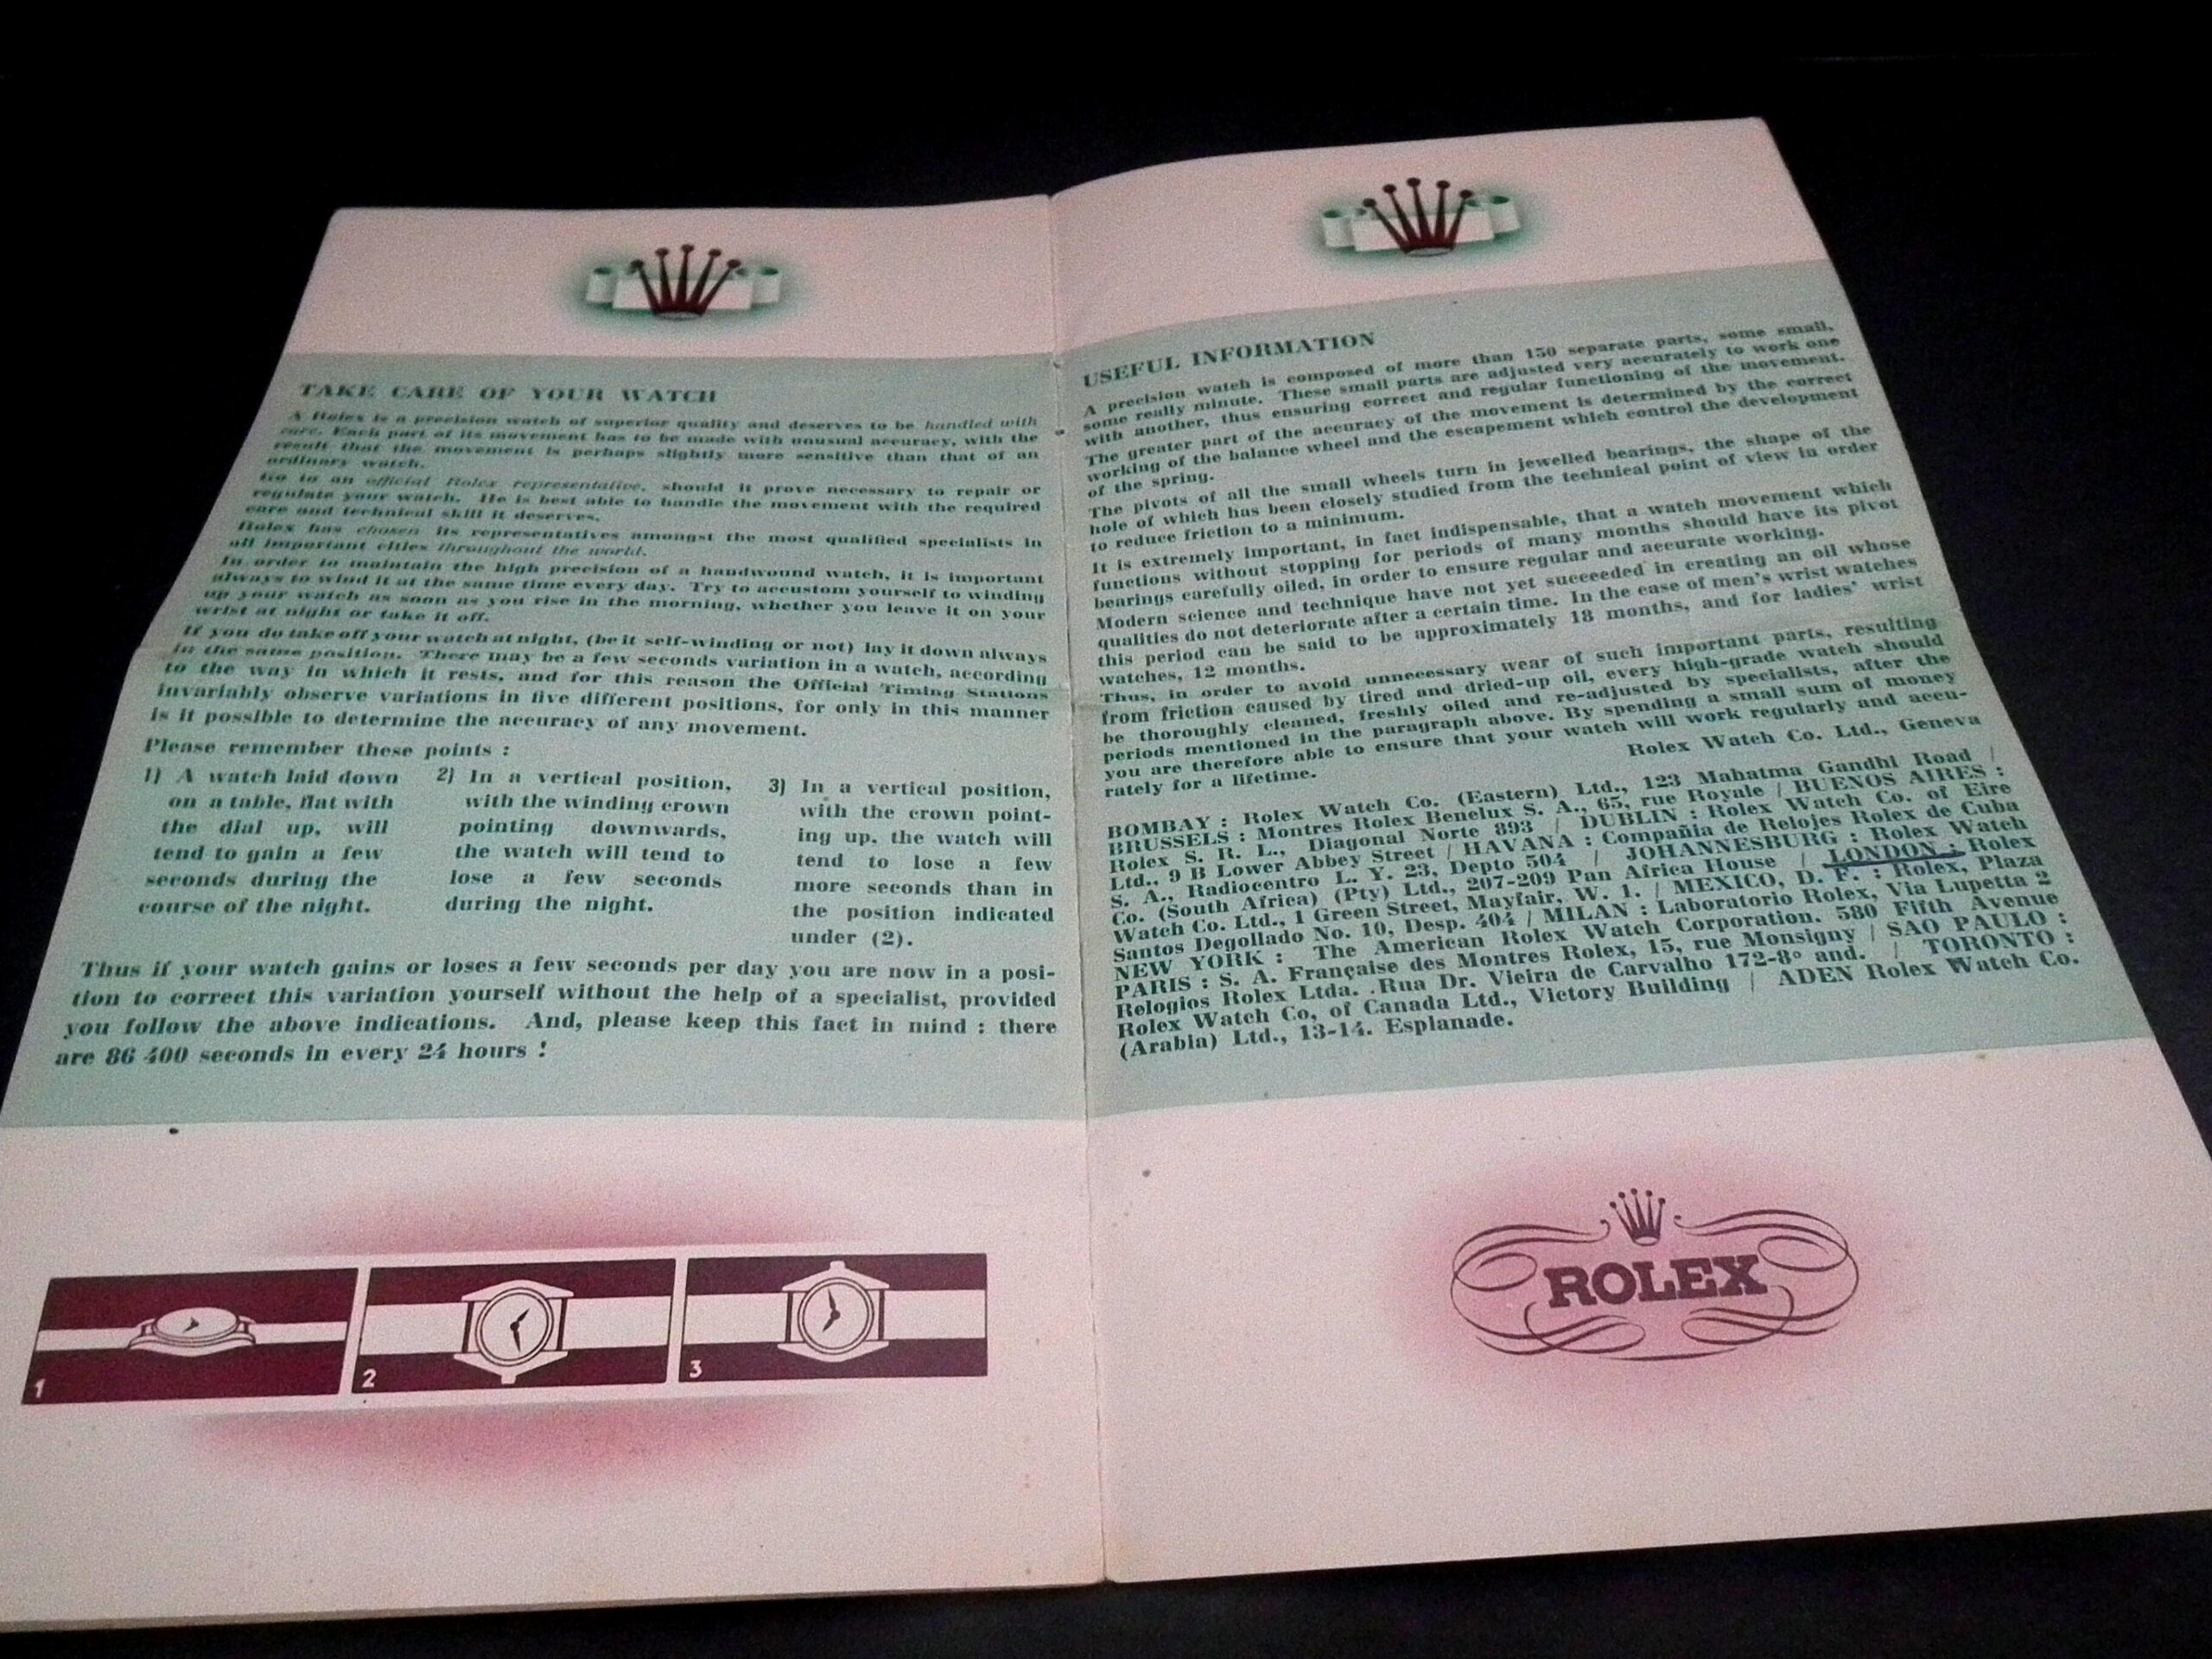 TAKE CARE OF YOUR WATCH
A Rolex is a precision watch of superior quality and deserves to be handled with
care. Each part of its movement has to be made with unusual accuracy, with the
result that the movement is perhaps slightly more sensitive than that of an
ordinary watch.
Go to an official Rolex representative, should it prove necessary to repair or
regulate your watch. He is best able to handle the movement with the required
care and technical skill it deserves.
Rolex has chosen its representatives amongst the most qualified specialists in
all important cities throughout the world.
In order to maintain the high precision of a handwound watch, it is important
always to wind it at the same time every day. Try to accustom yourself to winding
up your watch as soon as you rise in the morning, whether you leave it on your
wrist at night or take it off.
If you do take off your watch at night, (be it self-winding or not) lay it down always
in the same position. There may be a few seconds variation in a watch, according
to the way in which it rests, and for this reason the Official Timing Stations
invariably observe variations in five different positions, for only in this manner
is it possible to determine the accuracy of any movement.
Please remember these points :
1) A watch laid down
on a table, flat with
the dial up, will
tend to gain a few
seconds during the
course of the night.
2) In a vertical position,
with the winding crown
pointing downwards,
the watch will tend to
lose a few seconds
during the night.
3) In a vertical position,
with the crown point-
ing up, the watch will
tend to lose a few
more seconds than in
the position indicated
under (2).
Thus if your watch gains or loses a few seconds per day you are now in a posi-
tion to correct this variation yourself without the help of a specialist, provided
you follow the above indications. And, please keep this fact in mind : there
are 86 400 seconds in every 24 hours !
1
2
3
USEFUL INFORMATION
A precision watch is composed of more than 150 separate parts, some small,
some really minute. These small parts are adjusted very accurately to work one
with another, thus ensuring correct and regular functioning of the movement.
The greater part of the accuracy of the movement is determined by the correct
working of the balance wheel and the escapement which control the development
of the spring.
The pivots of all the small wheels turn in jewelled bearings, the shape of the
hole of which has been closely studied from the technical point of view in order
to reduce friction to a minimum.
It is extremely important, in fact indispensable, that a watch movement which
functions without stopping for periods of many months should have its pivot
bearings carefully oiled, in order to ensure regular and accurate working.
Modern science and technique have not yet succeeded in creating an oil whose
qualities do not deteriorate after a certain time. In the case of men's wrist watches
this period can be said to be approximately 18 months, and for ladies' wrist
watches, 12 months.
Thus, in order to avoid unnecessary wear of such important parts, resulting
from friction caused by tired and dried-up oil, every high-grade watch should
be thoroughly cleaned, freshly oiled and re-adjusted by specialists, after the
periods mentioned in the paragraph above. By spending a small sum of money
you are therefore able to ensure that your watch will work regularly and accu-
rately for a lifetime.
Rolex Watch Co. Ltd., Geneva
BOMBAY : Rolex Watch Co. (Eastern) Ltd., 123 Mahatma Gandhi Road /
BRUSSELS : Montres Rolex Benelux S. A., 65, rue Royale / BUENOS AIRES :
Rolex S. R. L., Diagonal Norte 893 / DUBLIN : Rolex Watch Co. of Eire
Ltd., 9 B Lower Abbey Street / HAVANA : Compañia de Relojes Rolex de Cuba
S. A., Radiocentro L. Y. 23, Depto 504 / JOHANNESBURG : Rolex Watch
Co. (South Africa) (Pty) Ltd., 207-209 Pan Africa House / LONDON : Rolex
Watch Co. Ltd., 1 Green Street, Mayfair, W. 1. / MEXICO, D. F. : Rolex, Plaza
Santos Degollado No. 10, Desp. 404 / MILAN : Laboratorio Rolex, Via Lupetta 2
NEW YORK : The American Rolex Watch Corporation. 580 Fifth Avenue
PARIS : S. A. Française des Montres Rolex, 15, rue Monsigny / SAO PAULO :
Relogios Rolex Ltda. .Rua Dr. Vieira de Carvalho 172-8° and. / TORONTO :
Rolex Watch Co, of Canada Ltd., Victory Building / ADEN Rolex Watch Co.
(Arabia) Ltd., 13-14. Esplanade.
ROLEX